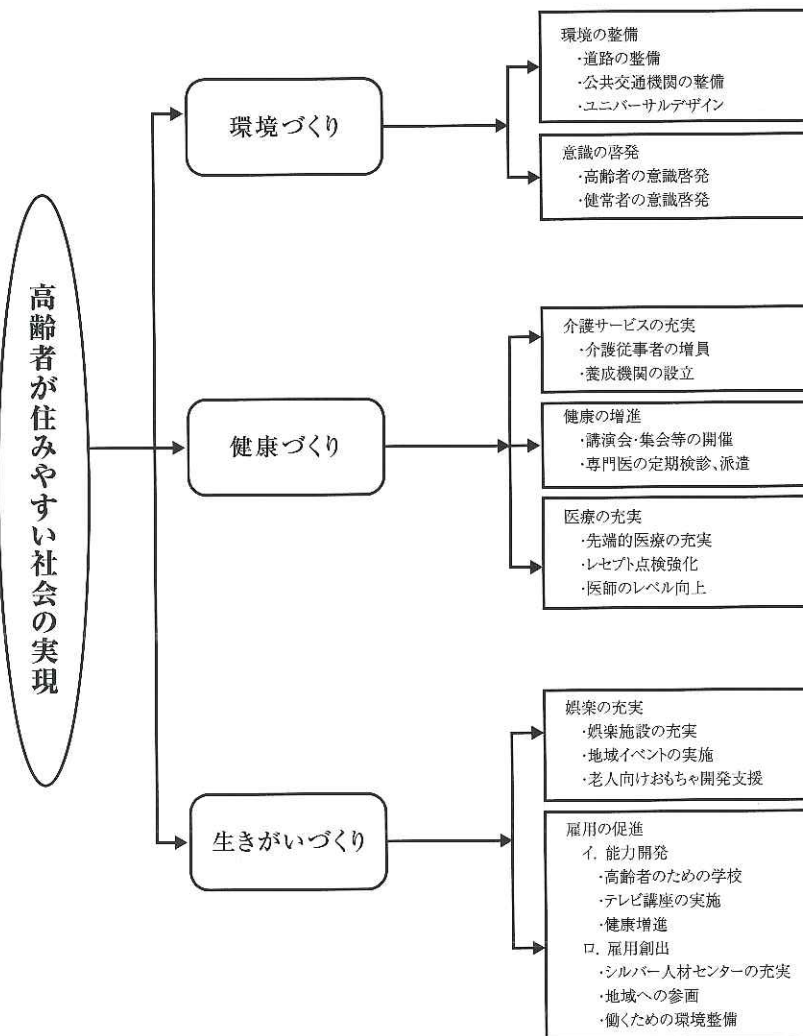 高齢者が住みやすい社会の実現
環境づくり
環境の整備
・道路の整備
・公共交通機関の整備
・ユニバーサルデザイン
意識の啓発
・高齢者の意識啓発
・健常者の意識啓発
健康づくり
介護サービスの充実
・介護従事者の増員
・養成機関の設立
健康の増進
・講演会・集会等の開催
・専門医の定期検診、派遣
医療の充実
・先端的医療の充実
・レセプト点検強化
・医師のレベル向上
生きがいづくり
娯楽の充実
・娯楽施設の充実
・地域イベントの実施
・老人向けおもちゃ開発支援
雇用の促進
イ. 能力開発
・高齢者のための学校
・テレビ講座の実施
・健康増進
ロ. 雇用創出
・シルバー人材センターの充実
・地域への参画
・働くための環境整備